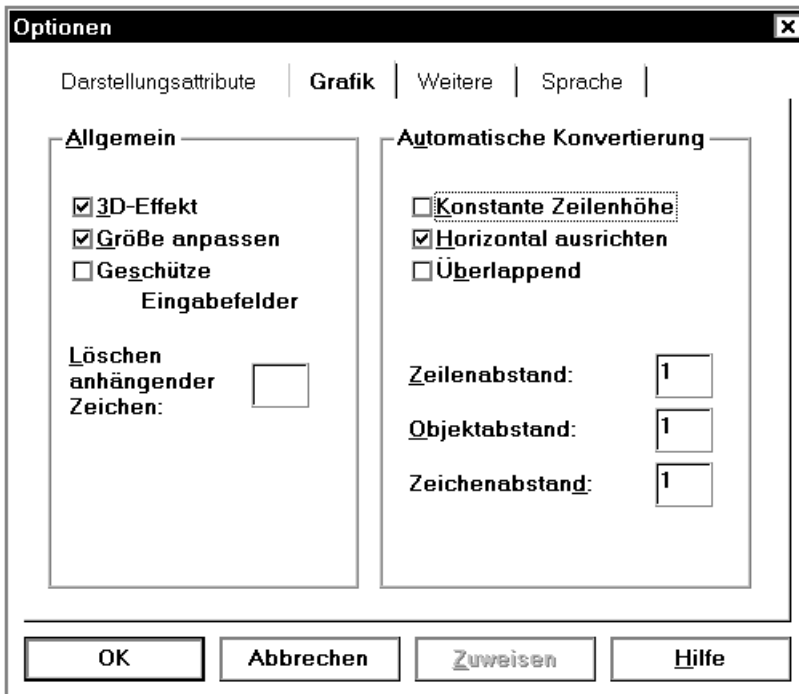 Optionen
Darstellungsattribute
Grafik
Weitere
Sprache
Allgemein
3D-Effekt
Größe anpassen
Geschütze
Eingabefelder
Löschen
anhängender
Zeichen:
Automatische Konvertierung
Konstante Zeilenhöhe
Horizontal ausrichten
Überlappend
Zeilenabstand: 1
Objektabstand: 1
Zeichenabstand: 1
OK
Abbrechen
Zuweisen
Hilfe